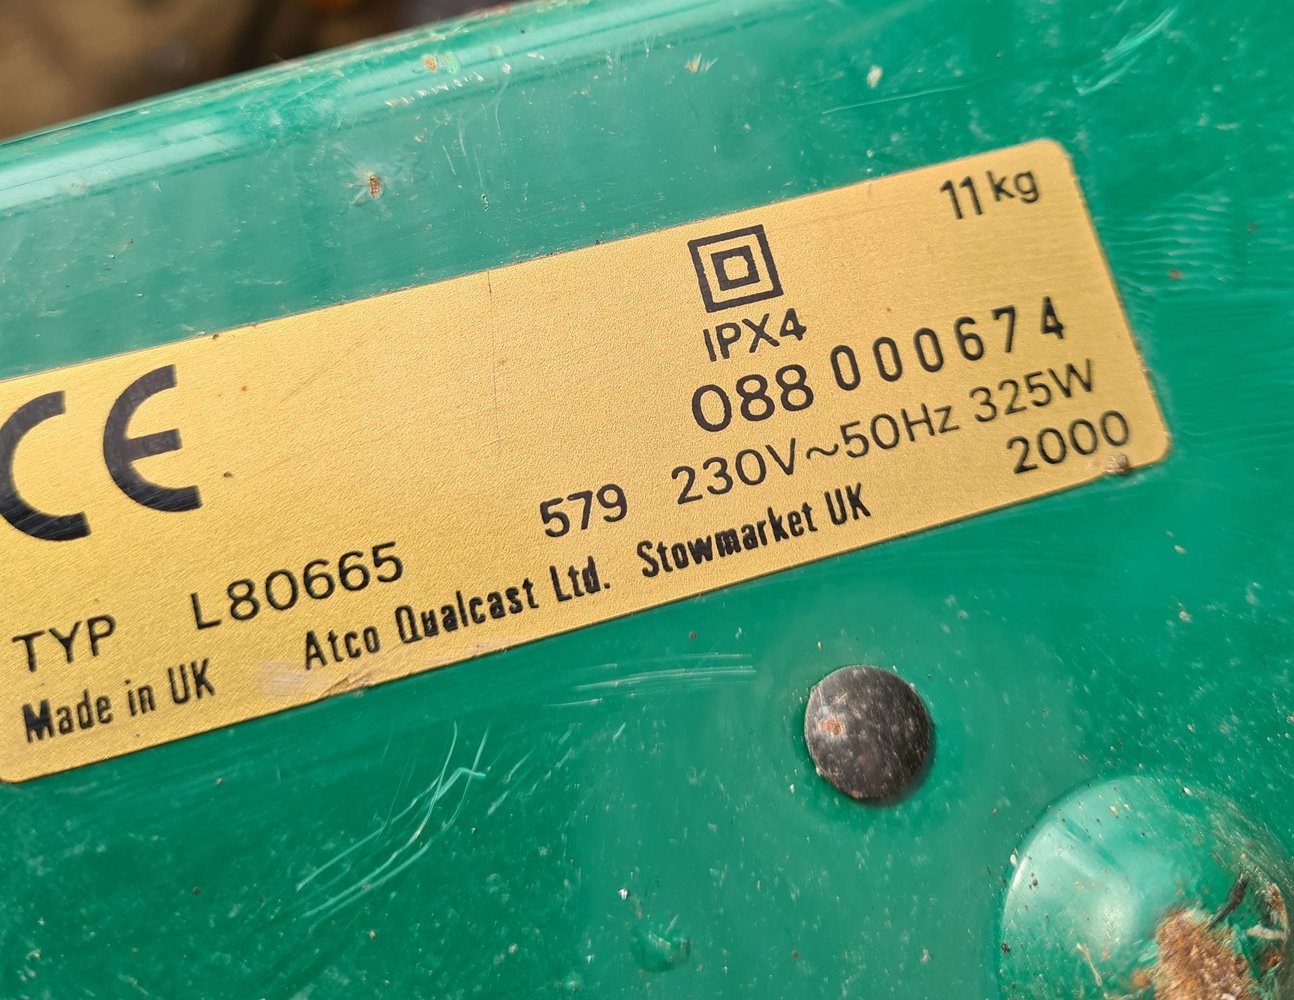 11kg
IPX4
088 000674
CE
579 230V~50Hz 325W
TYP L80665
2000
Made in UK Atco Qualcast Ltd. Stowmarket UK